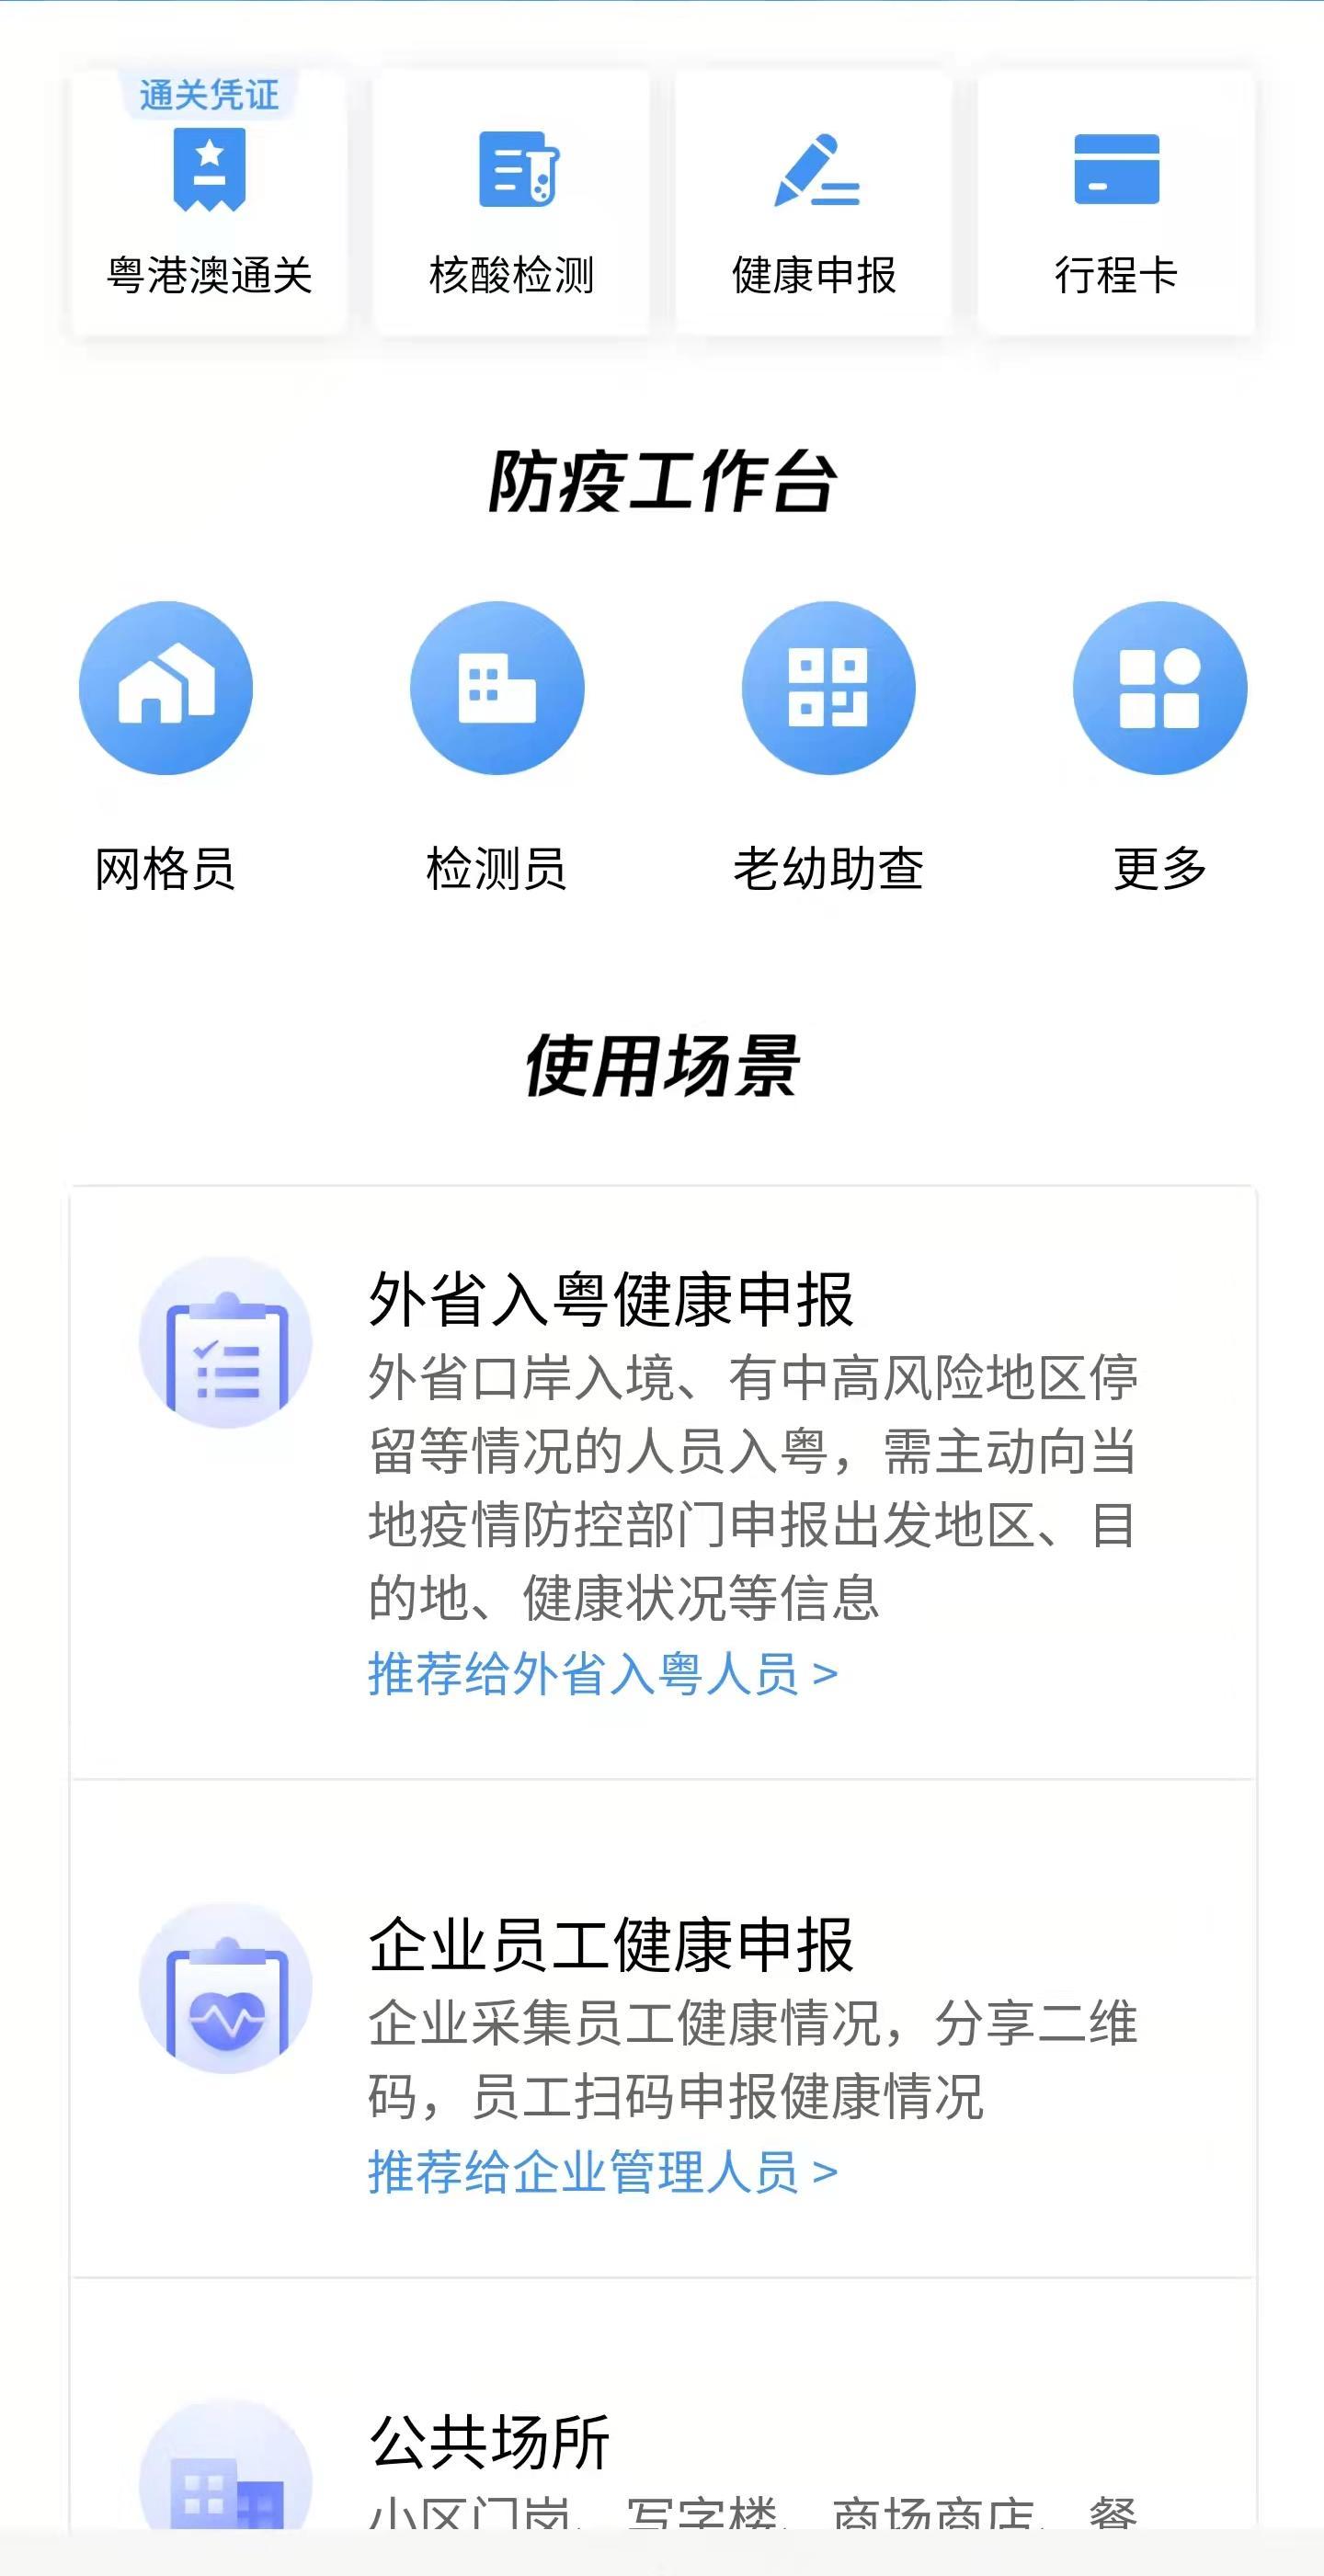 通关凭证
粤港澳通关 核酸检测 健康申报 行程卡
防疫工作台
网格员 检测员 老幼助查 更多
使用场景
外省入粤健康申报
外省口岸入境、有中高风险地区停
留等情况的人员入粤，需主动向当
地疫情防控部门申报出发地区、目
的地、健康状况等信息
推荐给外省入粤人员 >
企业员工健康申报
企业采集员工健康情况，分享二维
码，员工扫码申报健康情况
推荐给企业管理人员 >
公共场所
小区门岗、写字楼、商场商店、餐